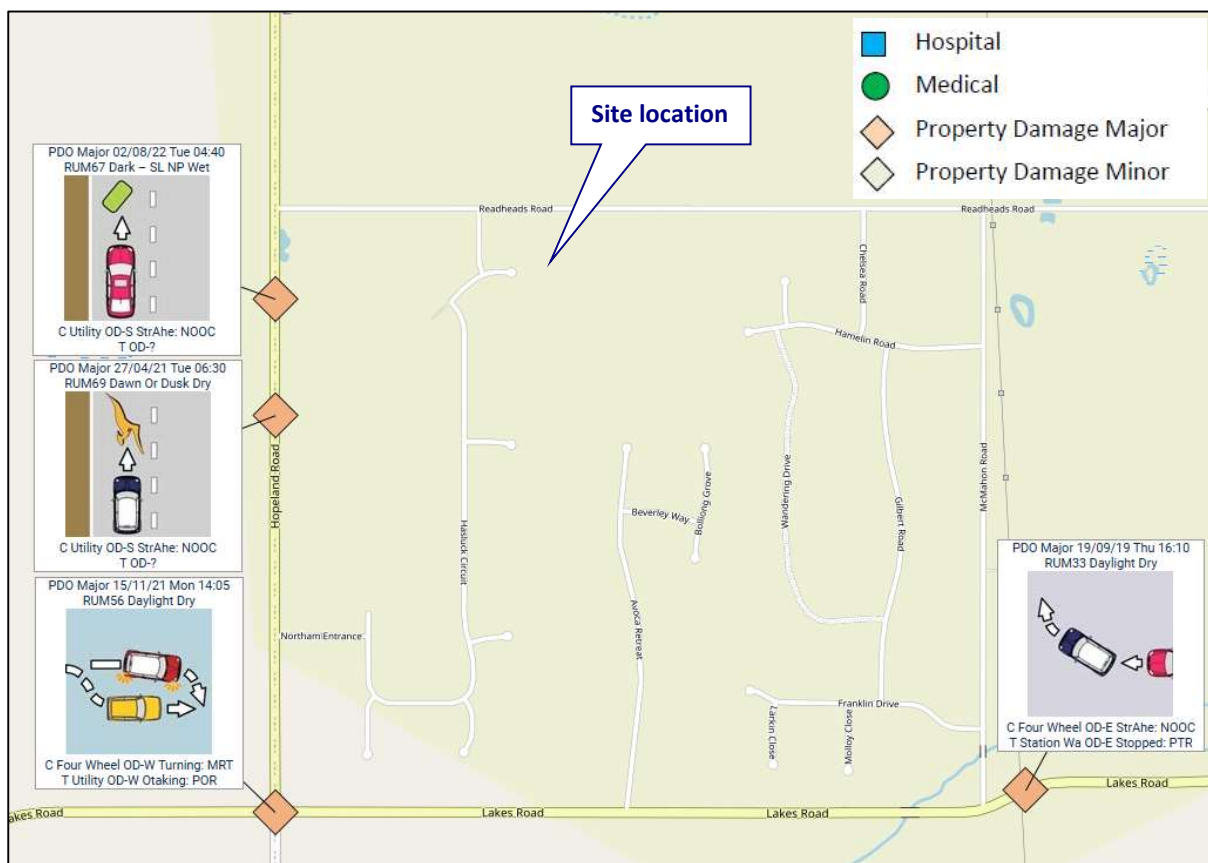 Hospital
Medical
Property Damage Major
Property Damage Minor
Site location
PDO Major 02/08/22 Tue 04:40
RUM67 Dark – SL NP Wet
C Utility OD-S StrAhe: NOOC
T OD-?
PDO Major 27/04/21 Tue 06:30
RUM69 Dawn Or Dusk Dry
C Utility OD-S StrAhe: NOOC
T OD-?
PDO Major 15/11/21 Mon 14:05
RUM56 Daylight Dry
C Four Wheel OD-W Turning: MRT
T Utility OD-W Otaking: POR
PDO Major 19/09/19 Thu 16:10
RUM33 Daylight Dry
C Four Wheel OD-E StrAhe: NOOC
T Station Wa OD-E Stopped: PTR
Readheads Road
Readheads Road
Chelsea Road
Hamelin Road
Hopeland Road
Hasluck Circuit
Beverley Way
Bolliong Grove
Wandering Drive
Gilbert Road
McMahon Road
Avoca Retreat
Northam Entrance
Franklin Drive
Larkin Close
Molloy Close
akes Road
Lakes Road
Lakes Road
Lakes Road